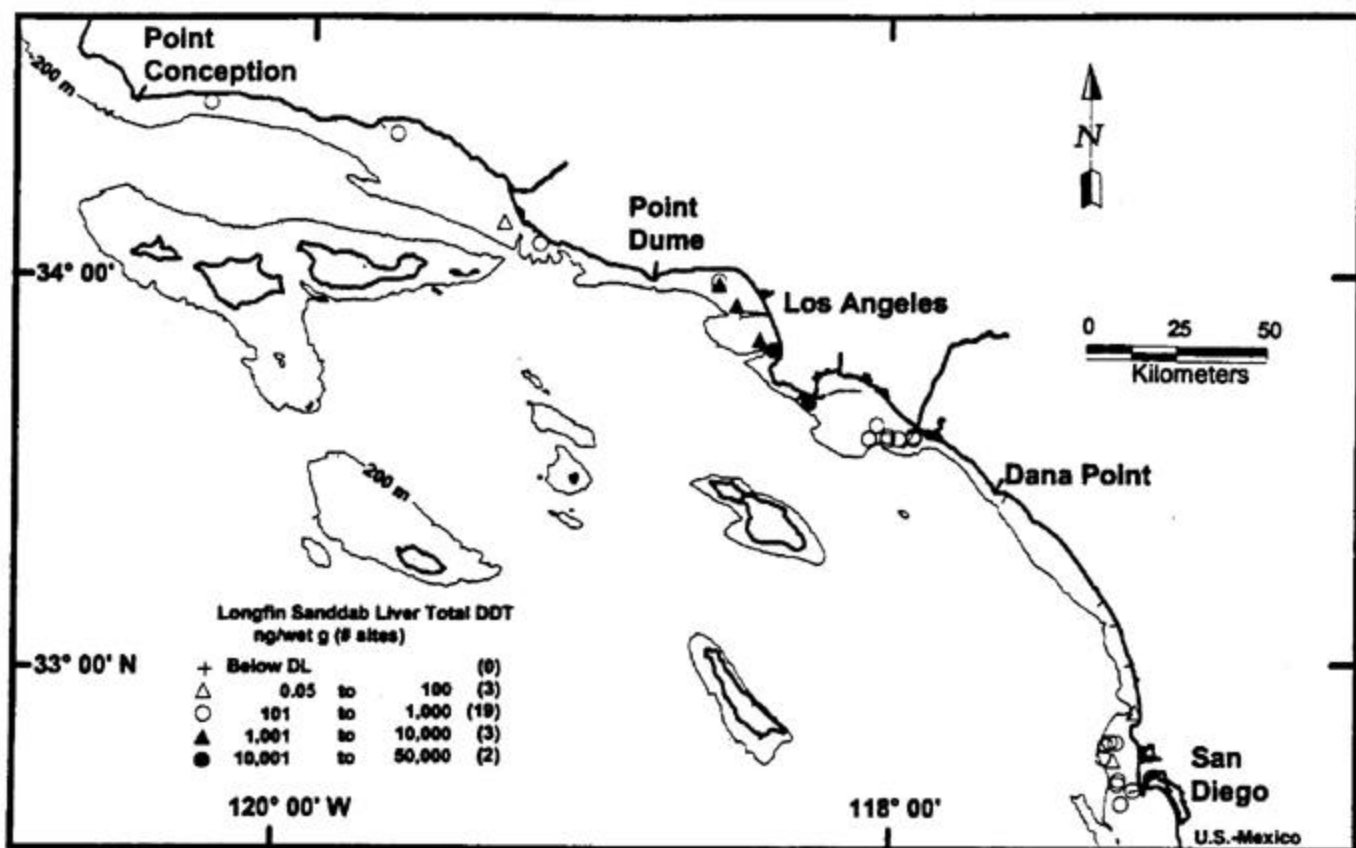 Point
Conception
200 m
N
Point
Dume
34° 00'
Los Angeles
0 25 50
Kilometers
Dana Point
200 m
Longfin Sanddab Liver Total DDT
ng/wet g (# sites)
+ Below DL (0)
△ 0.05 to 100 (3)
○ 101 to 1,000 (19)
▲ 1,001 to 10,000 (3)
● 10,001 to 50,000 (2)
33° 00' N
San
Diego
120° 00' W
118° 00'
U.S.-Mexico